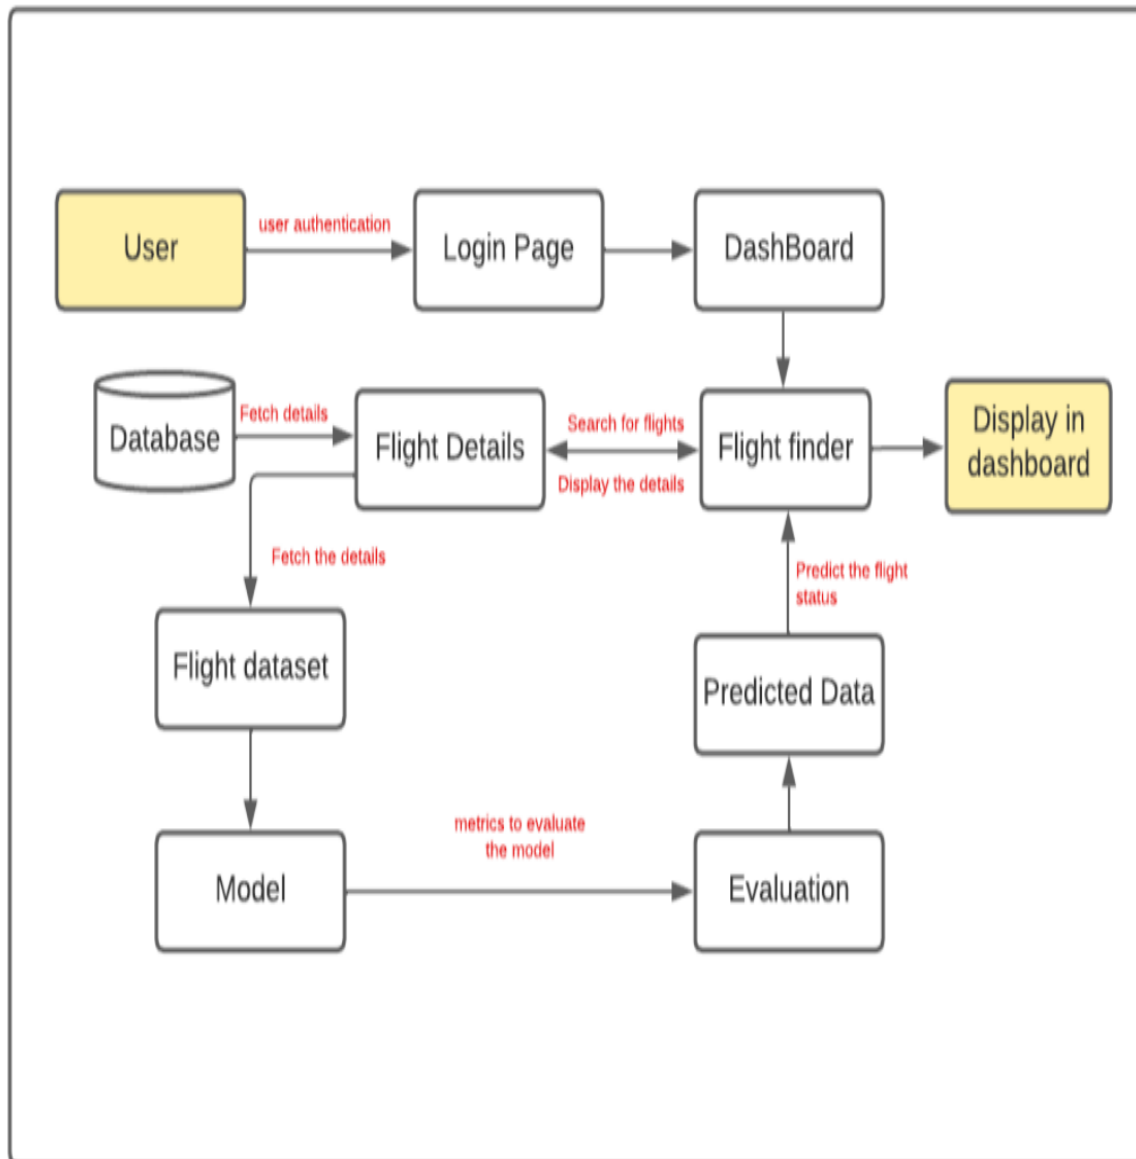 User
user authentication
Login Page
DashBoard
Database
Fetch details
Flight Details
Search for flights
Display the details
Flight finder
Display in
dashboard
Fetch the details
Predict the flight
status
Flight dataset
Predicted Data
metrics to evaluate
the model
Model
Evaluation